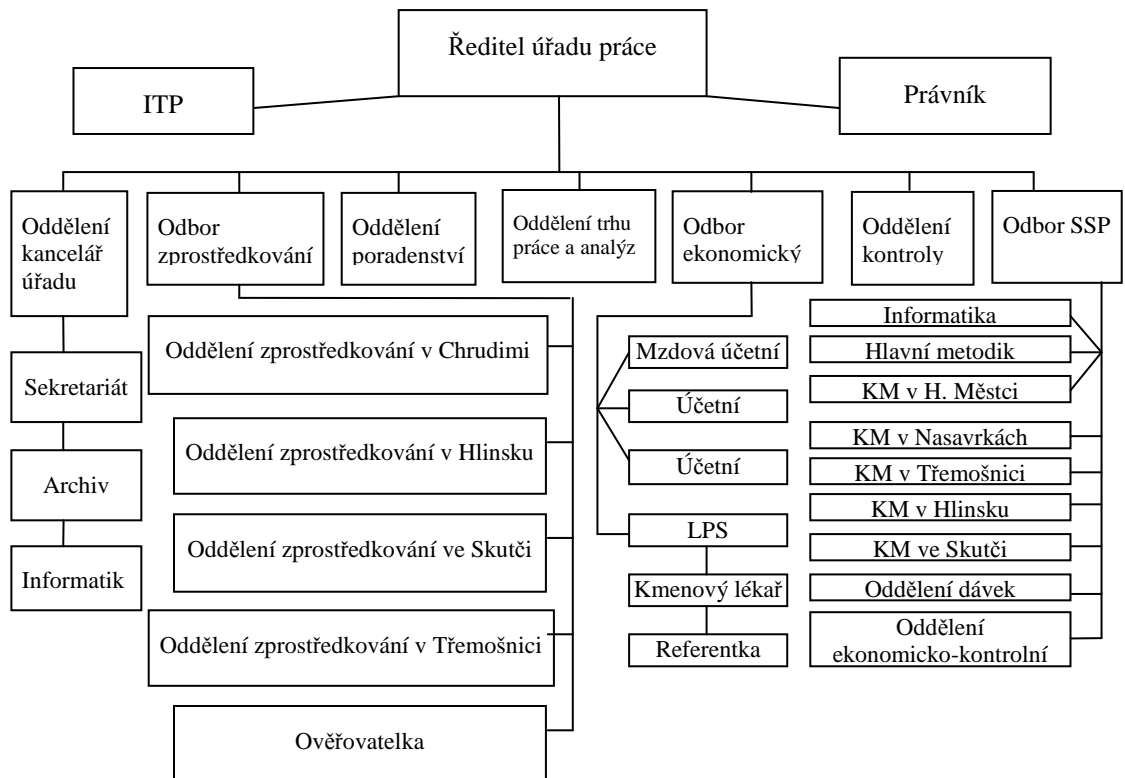 Ředitel úřadu práce
ITP
Právník
Oddělení
kancelář
úřadu
Odbor
zprostředkování
Oddělení
poradenství
Oddělení trhu
práce a analýz
Odbor
ekonomický
Oddělení
kontroly
Odbor SSP
Sekretariát
Archiv
Informatik
Oddělení zprostředkování v Chrudimi
Oddělení zprostředkování v Hlinsku
Oddělení zprostředkování ve Skutči
Oddělení zprostředkování v Třemošnici
Ověřovatelka
Mzdová účetní
Účetní
Účetní
LPS
Kmenový lékař
Referentka
Informatika
Hlavní metodik
KM v H. Městci
KM v Nasavrkách
KM v Třemošnici
KM v Hlinsku
KM ve Skutči
Oddělení dávek
Oddělení
ekonomicko-kontrolní